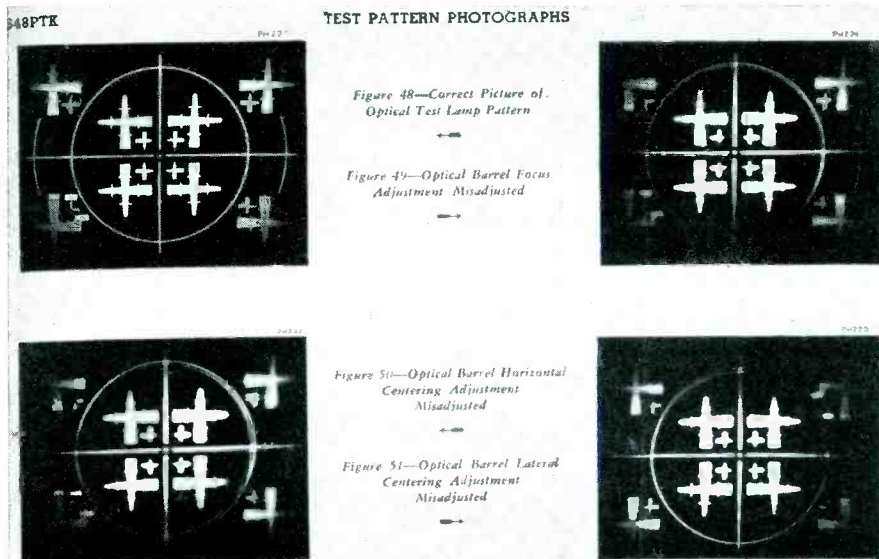 648PTK
TEST PATTERN PHOTOGRAPHS
Figure 48—Correct Picture of
Optical Test Lamp Pattern
Figure 49—Optical Barrel Focus
Adjustment Misadjusted
Figure 50—Optical Barrel Horizontal
Centering Adjustment
Misadjusted
Figure 51—Optical Barrel Lateral
Centering Adjustment
Misadjusted